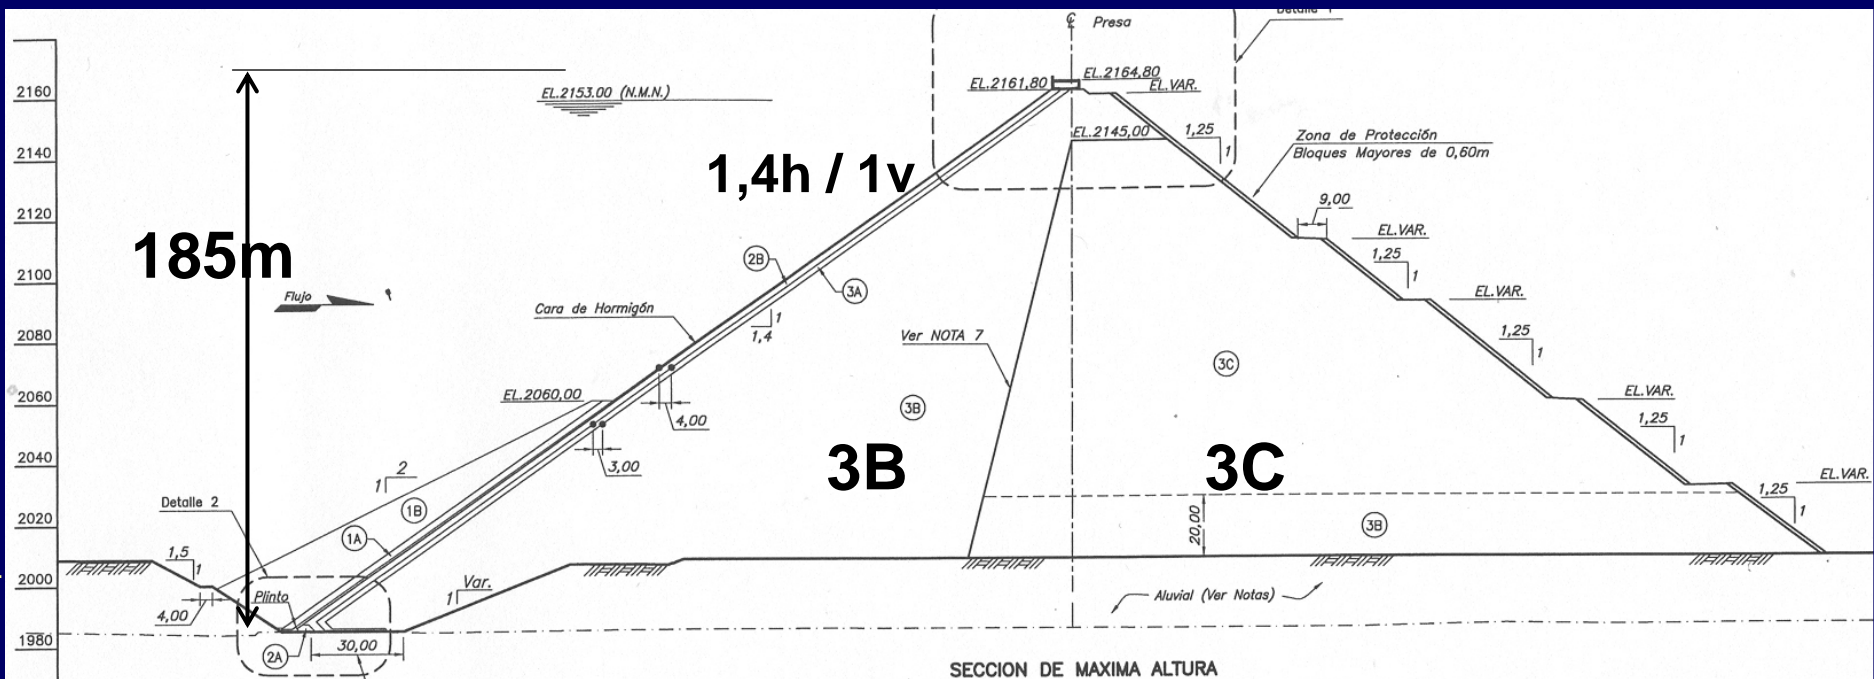 Detalle 1
℄ Presa
2160
2140
2120
2100
2080
2060
2040
2020
2000
1980
EL.2153.00 (N.M.N.)
EL.2161,80
EL.2164,80
EL.VAR.
EL.2145,00
1,25
1
Zona de Protección
Bloques Mayores de 0,60m
1,4h / 1v
185m
9,00
EL.VAR.
1,25
1
2B
3A
Flujo
Cara de Hormigón
1
1,4
EL.VAR.
1,25
1
Ver NOTA 7
3C
3B
EL.2060,00
4,00
EL.VAR.
1,25
1
3,00
3B
3C
2
1
1B
1A
Detalle 2
EL.VAR.
1,25
1
20,00
3B
1,5
1
Var.
1
Plinto
4,00
Aluvial (Ver Notas)
2A
30,00
SECCION DE MAXIMA ALTURA